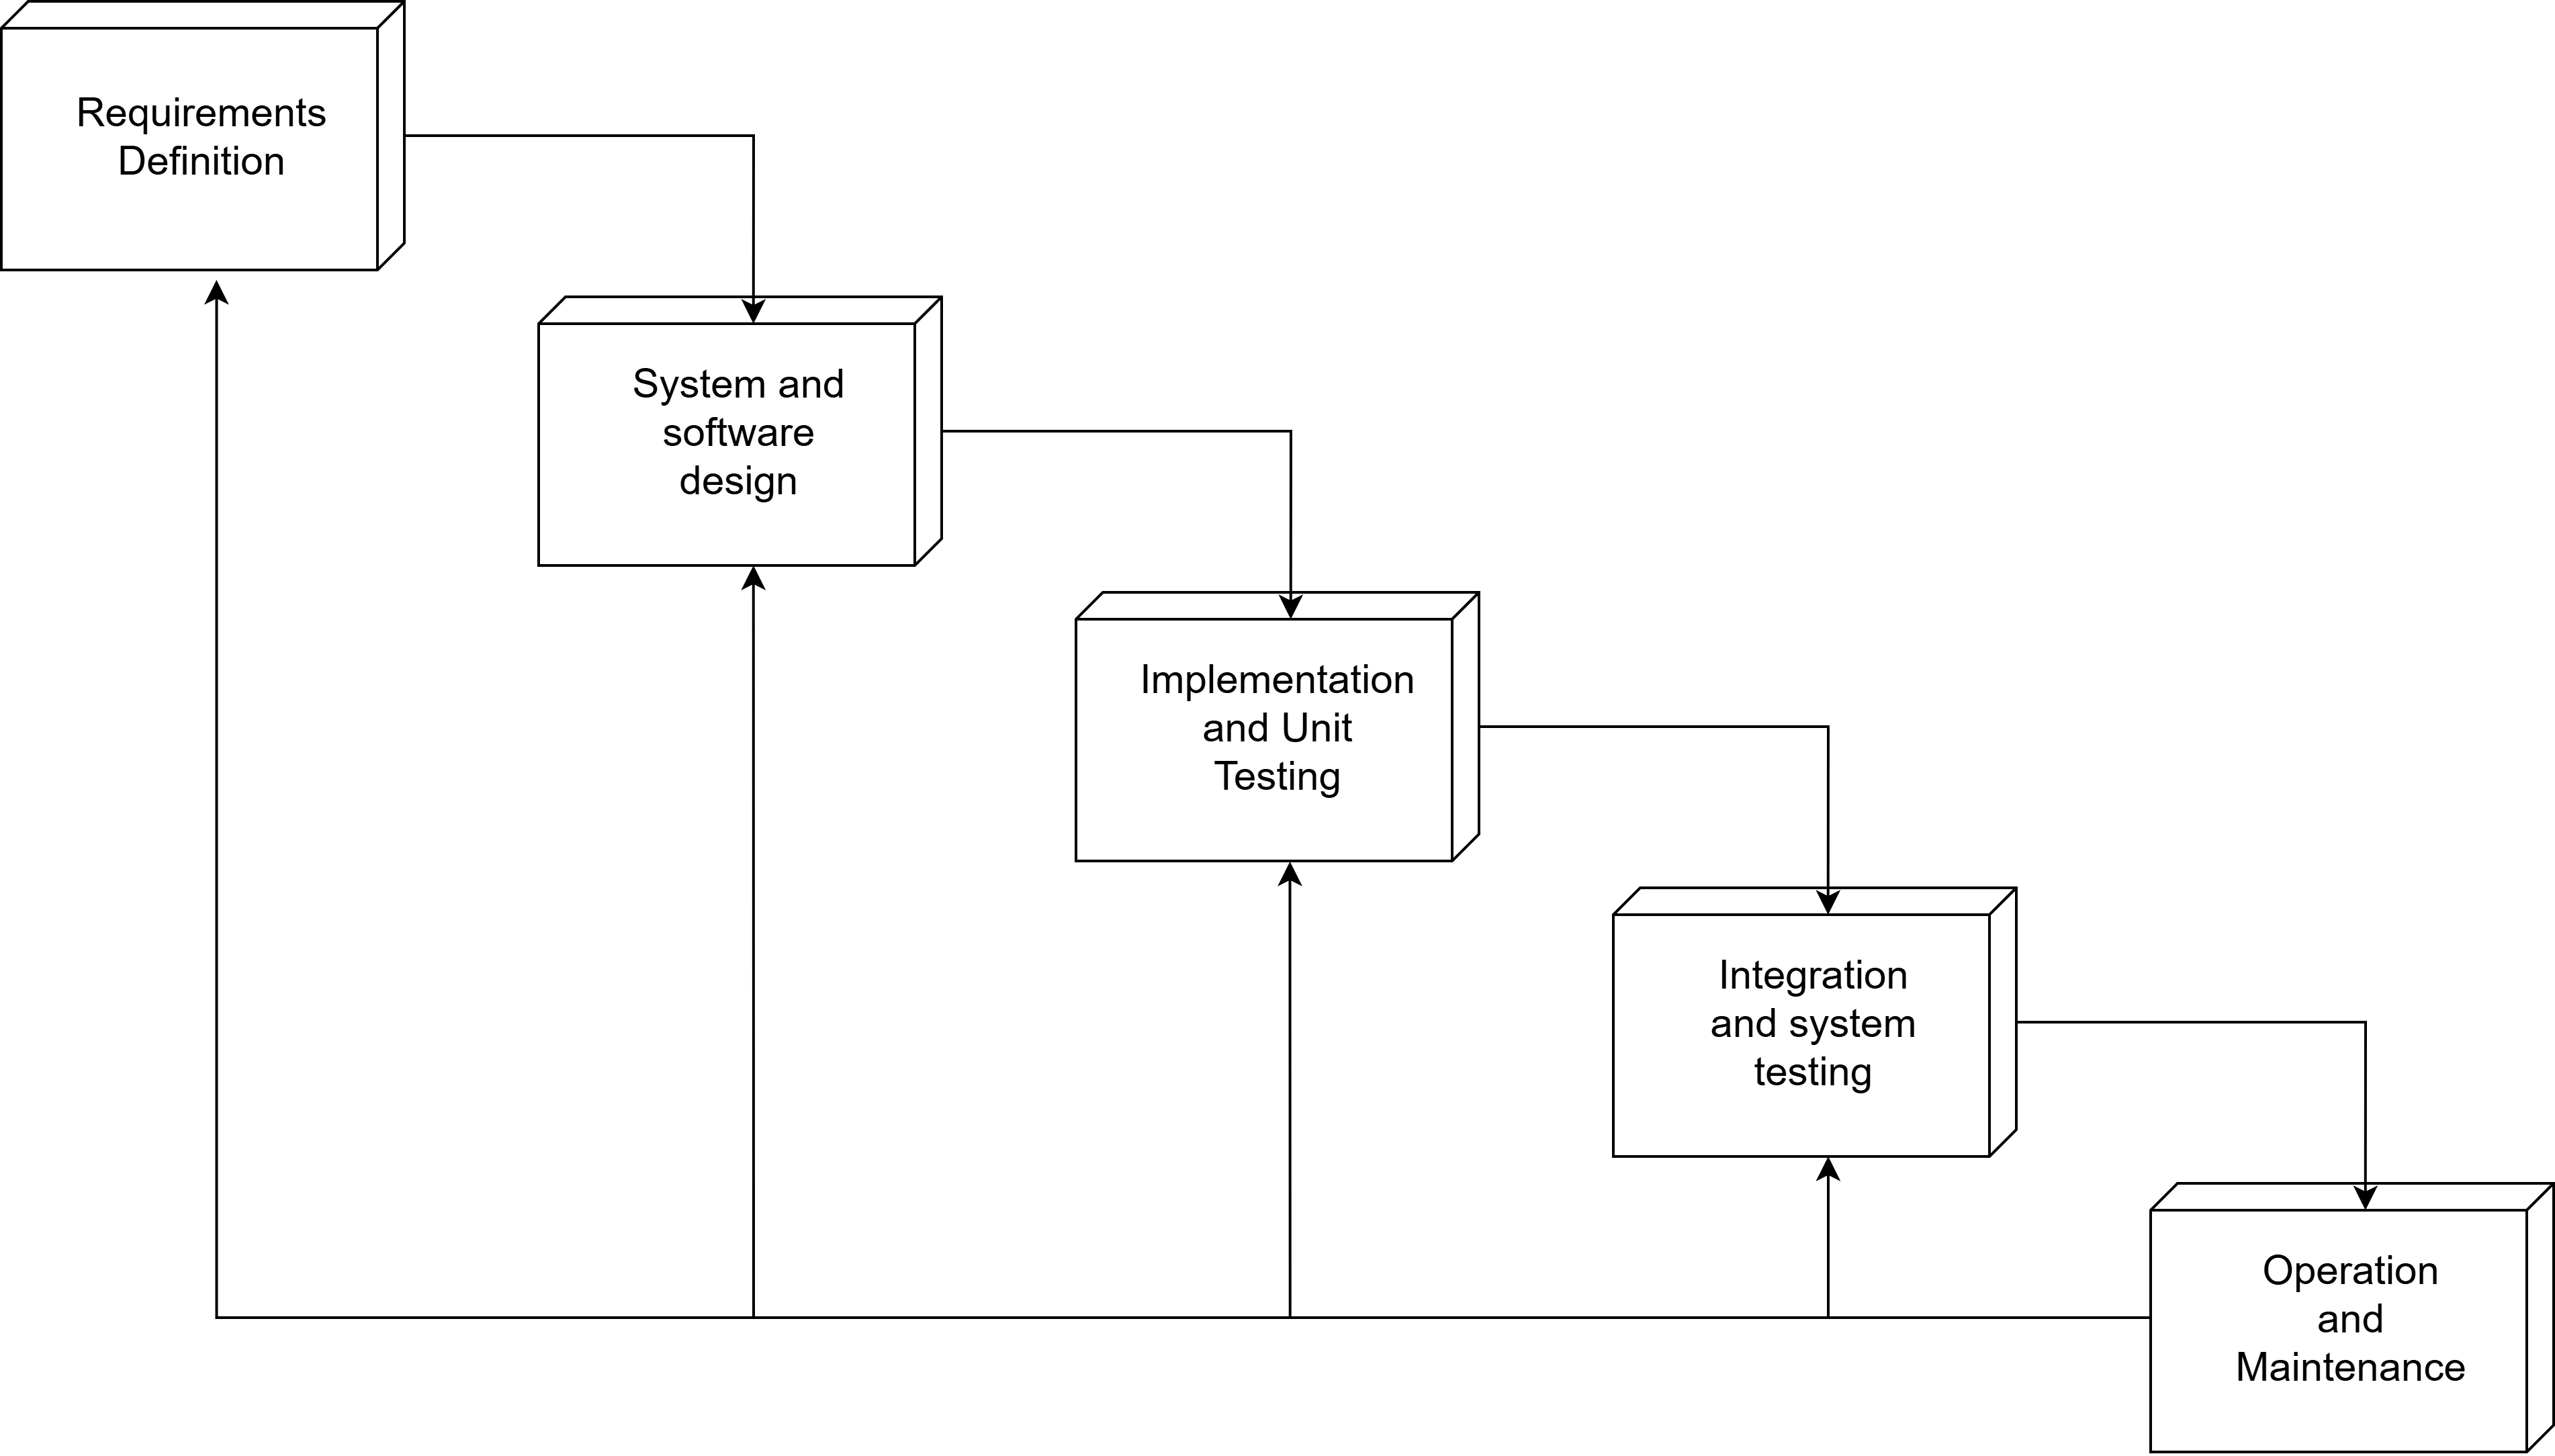 Requirements
Definition
System and
software
design
Implementation
and Unit
Testing
Integration
and system
testing
Operation
and
Maintenance